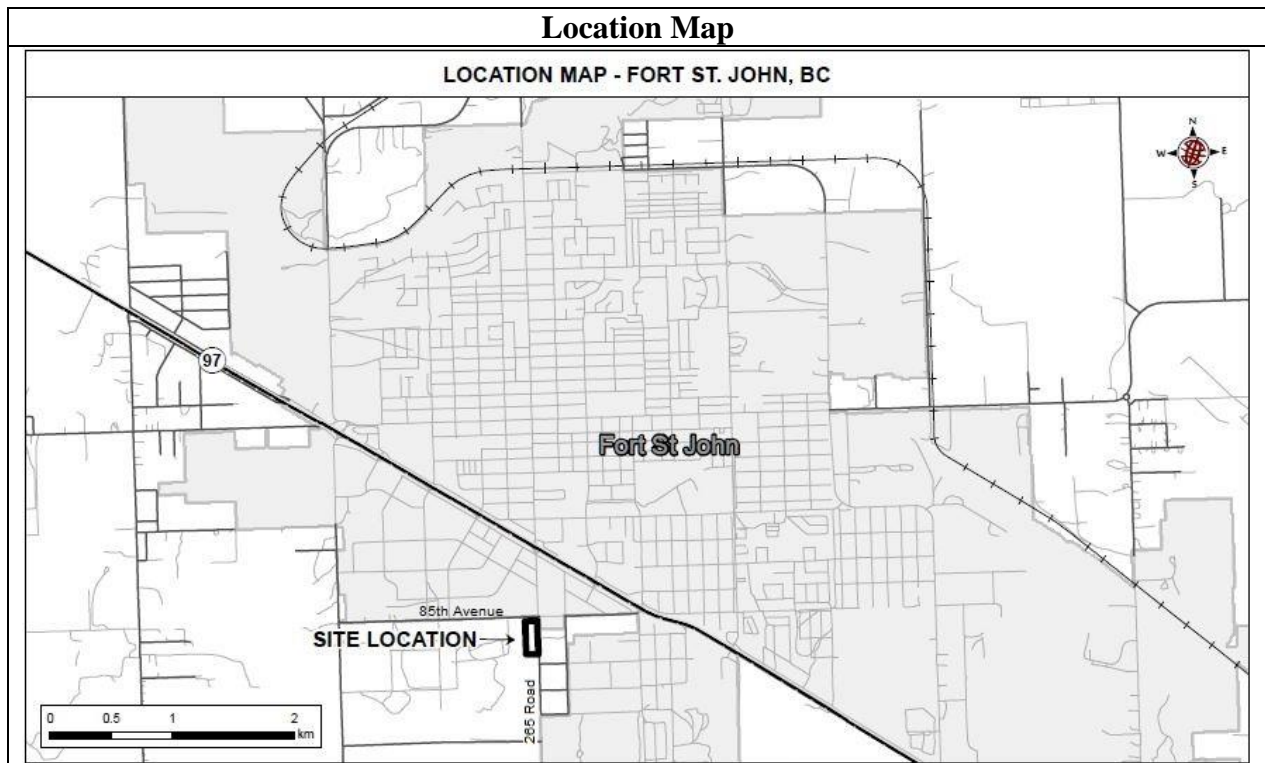 Location Map
LOCATION MAP - FORT ST. JOHN, BC
N
W E
S
97
Fort St John
85th Avenue
SITE LOCATION
265 Road
0 0.5 1 2
km